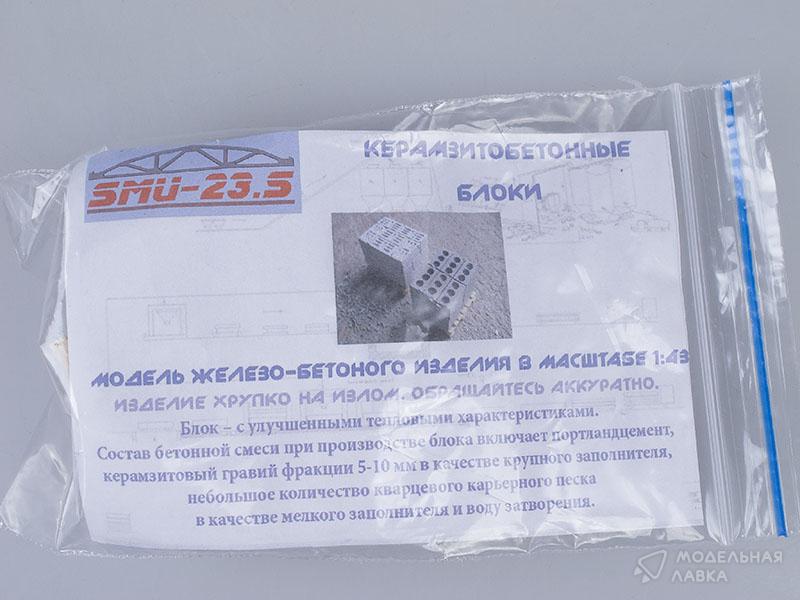 SMU-23.S
КЕРАМЗИТОБЕТОННЫЕ
БЛОКИ
МОДЕЛЬ ЖЕЛЕЗО-БЕТОНОГО ИЗДЕЛИЯ В МАСШТАБЕ 1:43
ИЗДЕЛИЕ ХРУПКО НА ИЗЛОМ. ОБРАЩАЙТЕСЬ АККУРАТНО.
Блок – с улучшенными тепловыми характеристиками.
Состав бетонной смеси при производстве блока включает портландцемент,
керамзитовый гравий фракции 5-10 мм в качестве крупного заполнителя,
небольшое количество кварцевого карьерного песка
в качестве мелкого заполнителя и воду затворения.
МОДЕЛЬНАЯ
ЛАВКА